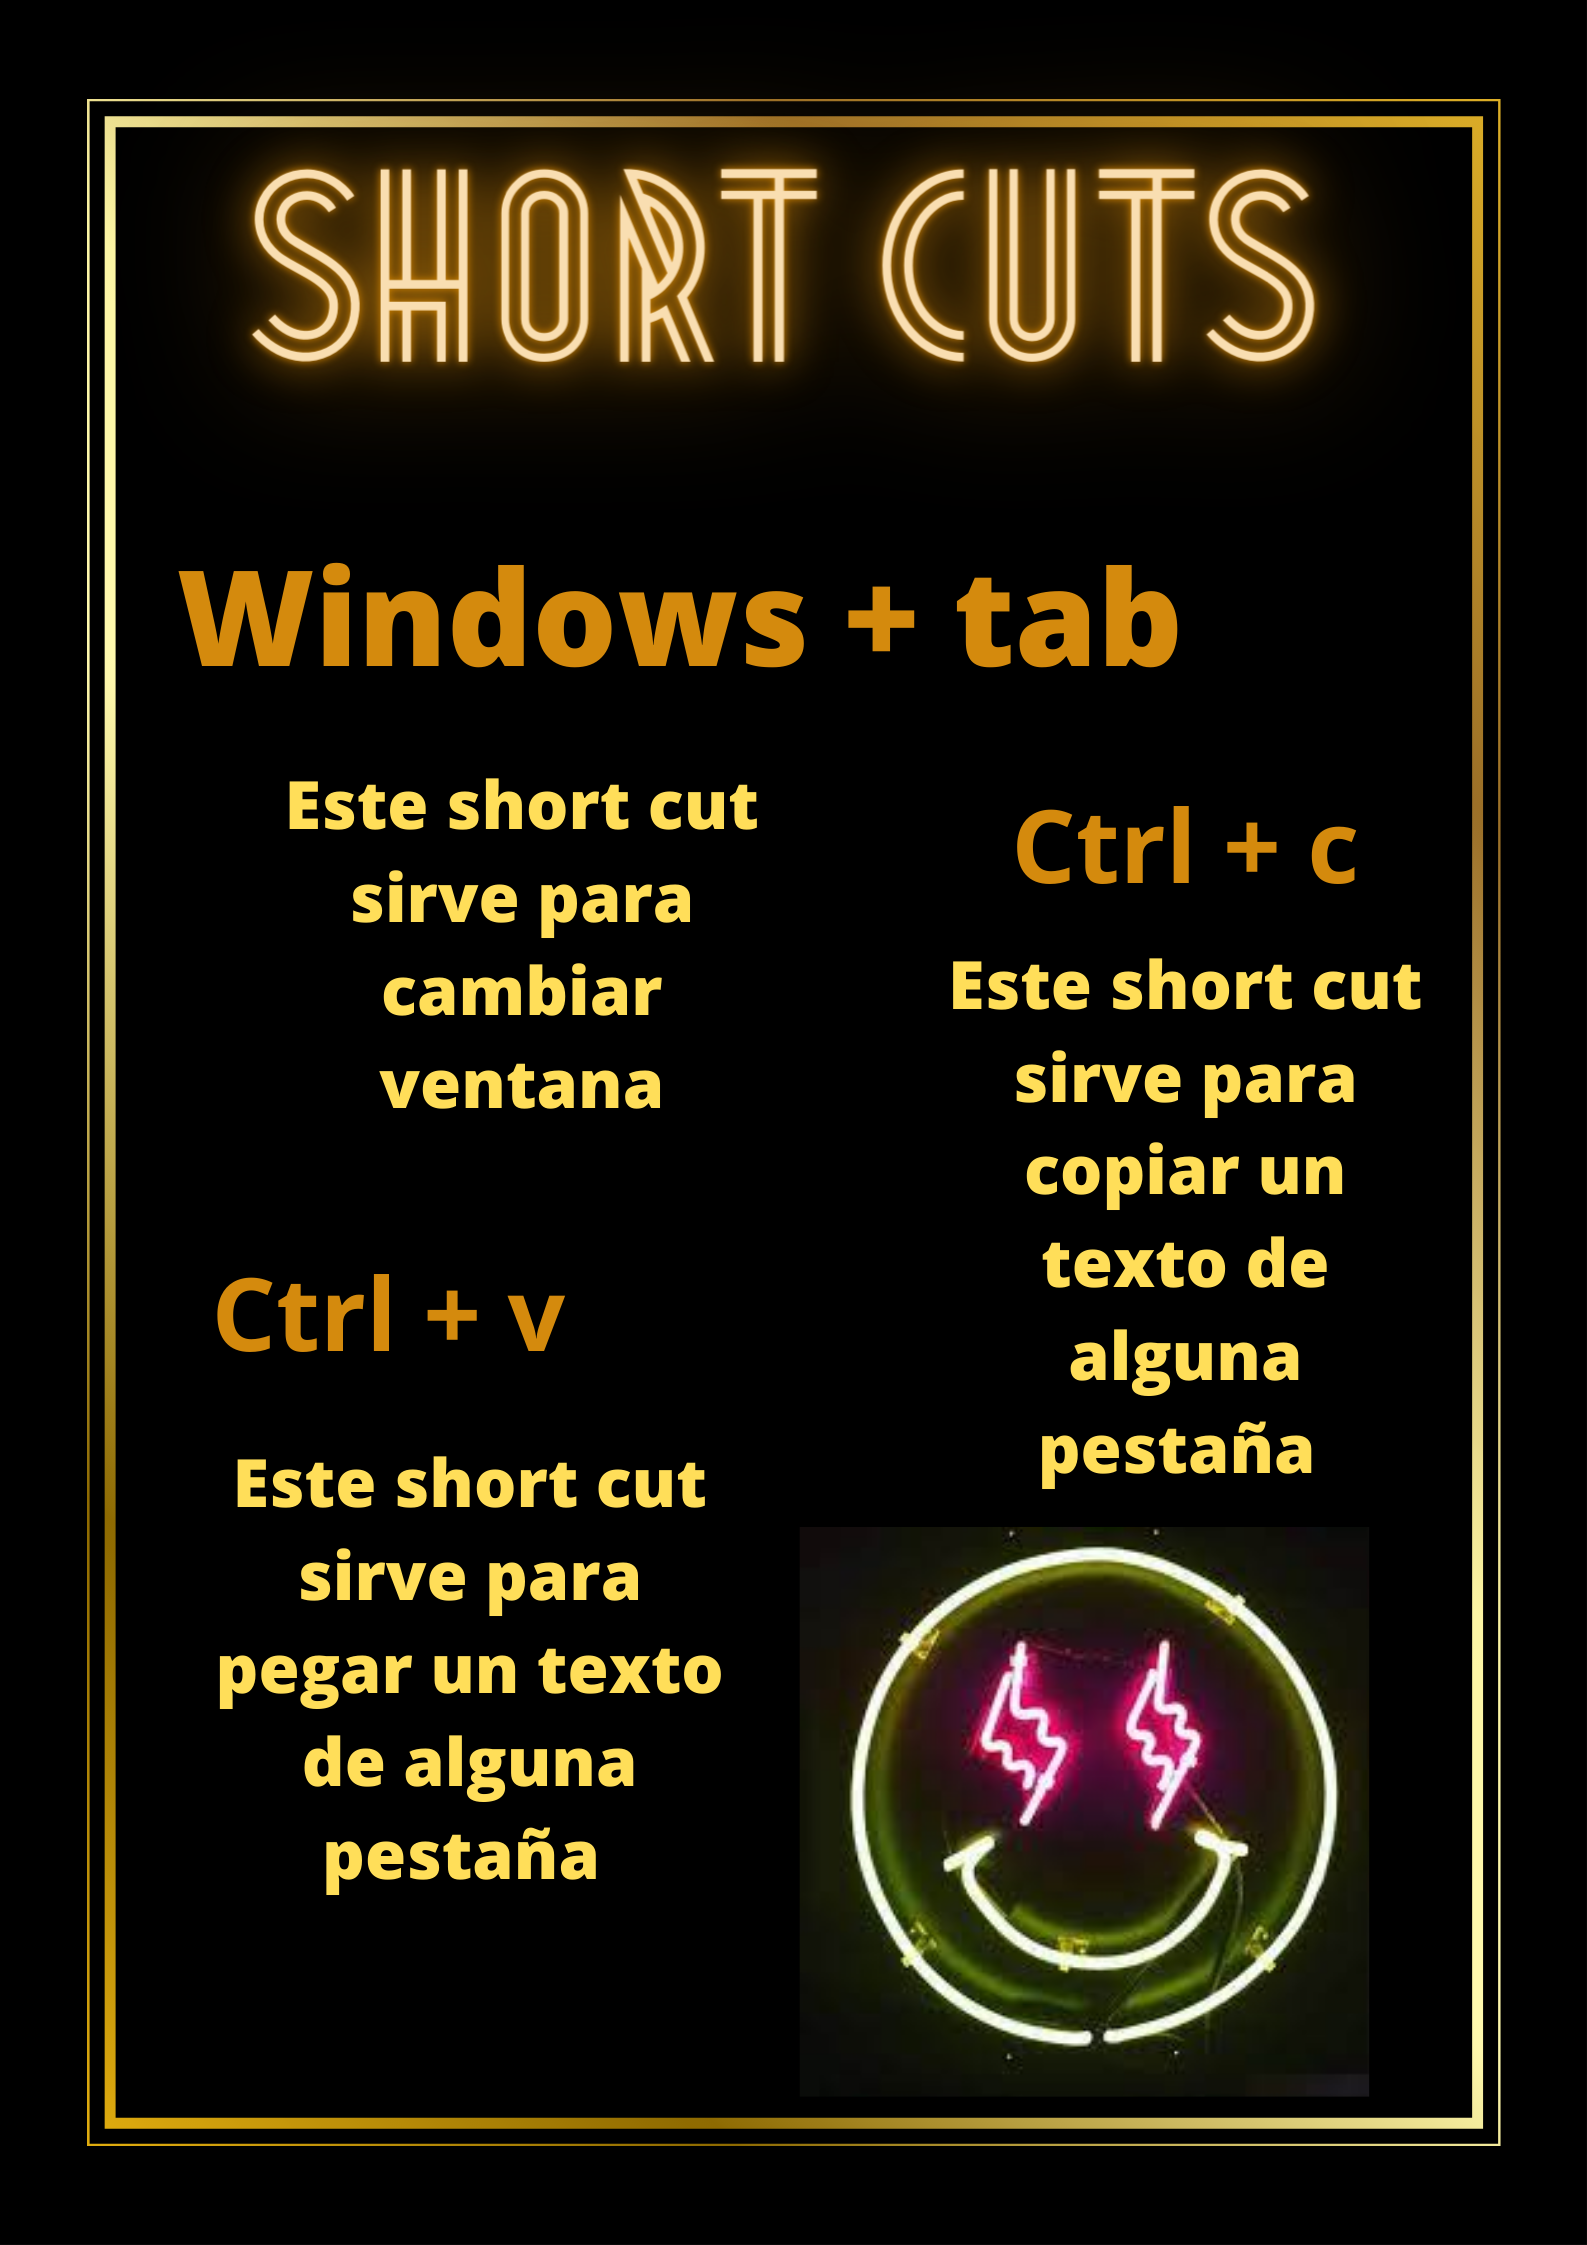 SHORT CUTS
Windows + tab
Este short cut
sirve para
cambiar
ventana
Ctrl + c
Este short cut
sirve para
copiar un
texto de
alguna
pestaña
Ctrl + v
Este short cut
sirve para
pegar un texto
de alguna
pestaña